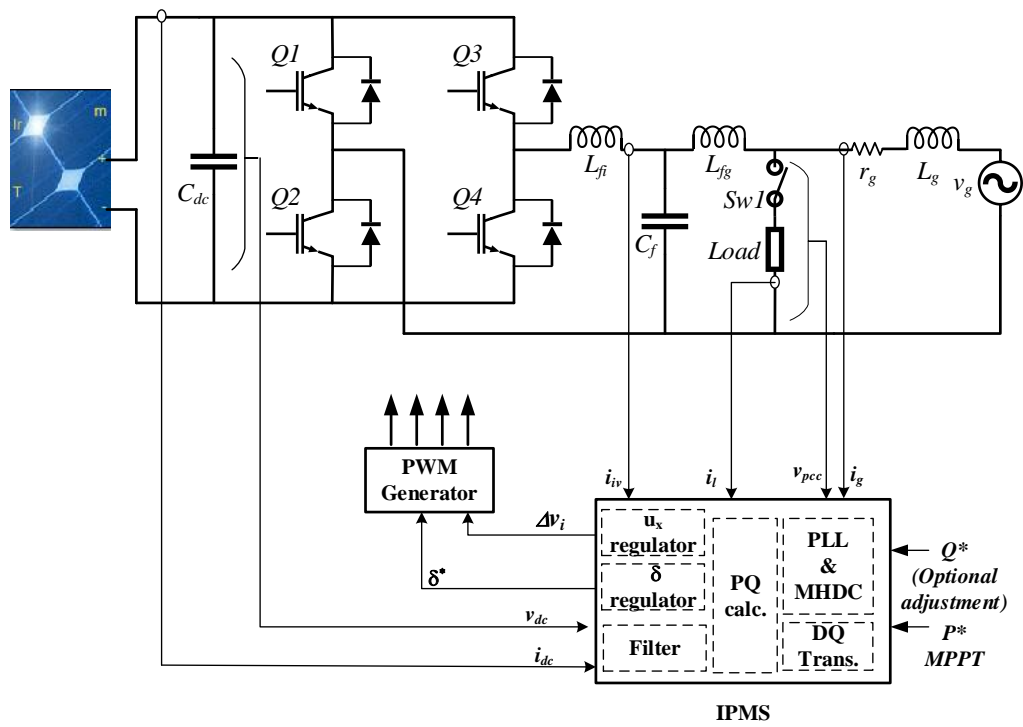 Q1
Q3
Ir
m
+
T
-
C_dc
Q2
Q4
L_fi
L_fg
r_g
L_g
v_g
Sw1
C_f
Load
PWM
Generator
i_iv
i_l
v_pcc
i_g
Δv_i
δ*
v_dc
i_dc
u_x
regulator
δ
regulator
Filter
PQ
calc.
PLL
&
MHDC
DQ
Trans.
Q*
(Optional
adjustment)
P*
MPPT
IPMS